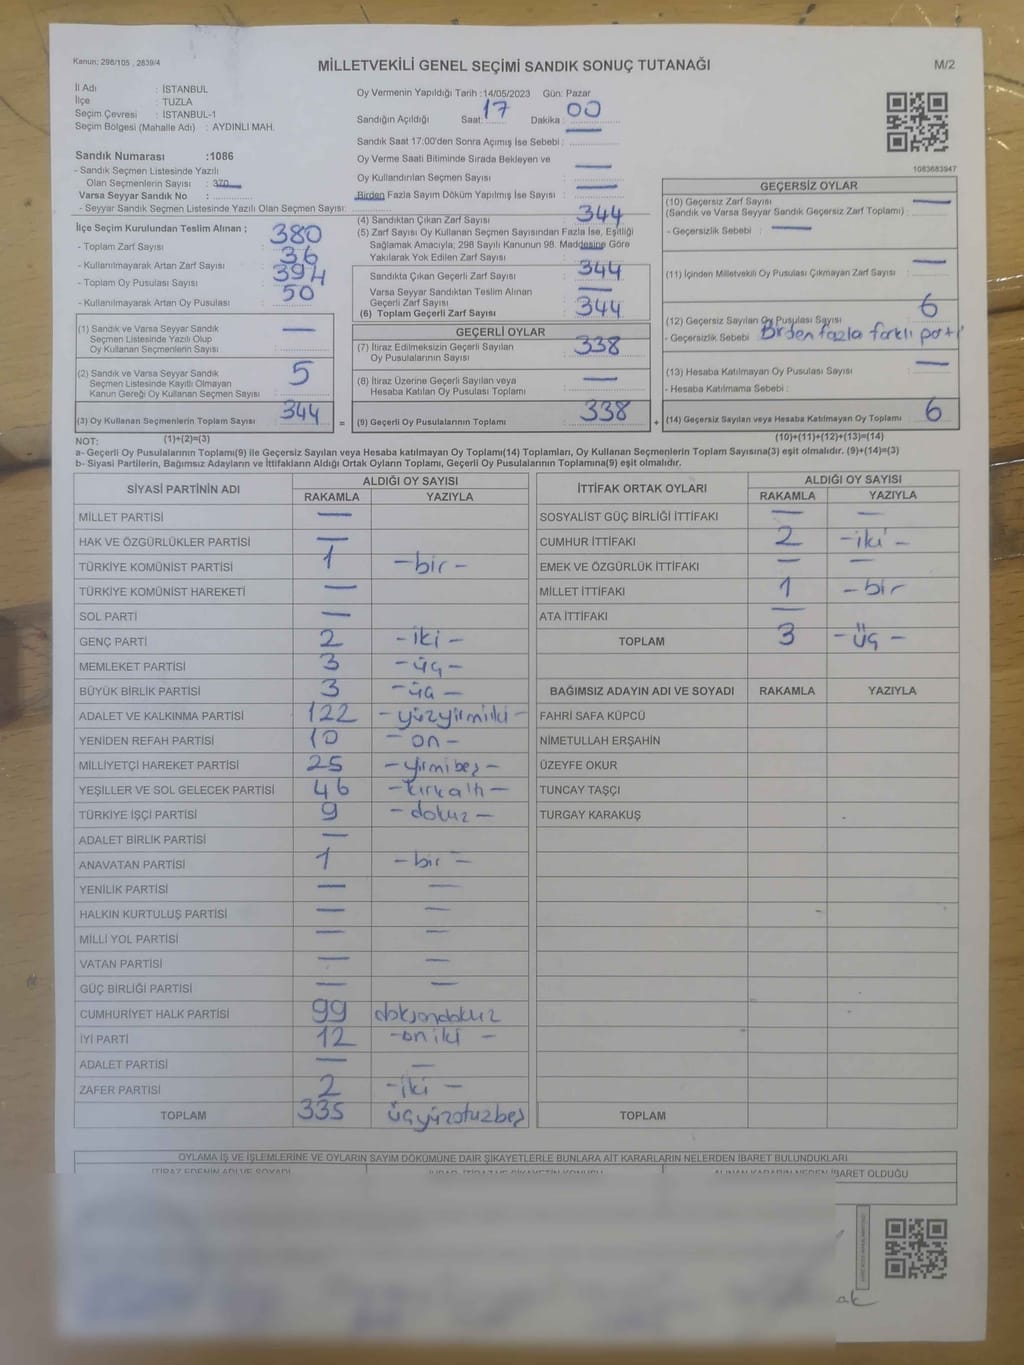 Kanun; 298/105 , 2839/4
MİLLETVEKİLİ GENEL SEÇİMİ SANDIK SONUÇ TUTANAĞI
M/2
İl Adı : İSTANBUL
İlçe : TUZLA
Seçim Çevresi : İSTANBUL-1
Seçim Bölgesi (Mahalle Adı) : AYDINLI MAH.
Sandık Numarası :1086
- Sandık Seçmen Listesinde Yazılı
Olan Seçmenlerin Sayısı : 370
Varsa Seyyar Sandık No :
- Seyyar Sandık Seçmen Listesinde Yazılı Olan Seçmen Sayısı:
Oy Vermenin Yapıldığı Tarih :14/05/2023 Gün: Pazar
Sandığın Açıldığı Saat: 17 Dakika : 00
Sandık Saat 17:00'den Sonra Açımış İse Sebebi : —
Oy Verme Saati Bitiminde Sırada Bekleyen ve
Oy Kullandırılan Seçmen Sayısı : —
Birden Fazla Sayım Döküm Yapılmış İse Sayısı : —
1083683947
İlçe Seçim Kurulundan Teslim Alınan ;
- Toplam Zarf Sayısı : 380
- Kullanılmayarak Artan Zarf Sayısı : 36
- Toplam Oy Pusulası Sayısı : 394
- Kullanılmayarak Artan Oy Pusulası : 50
(1) Sandık ve Varsa Seyyar Sandık
Seçmen Listesinde Yazılı Olup
Oy Kullanan Seçmenlerin Sayısı : —
(2) Sandık ve Varsa Seyyar Sandık
Seçmen Listesinde Kayıtlı Olmayan
Kanun Gereği Oy Kullanan Seçmen Sayısı : 5
(3) Oy Kullanan Seçmenlerin Toplam Sayısı : 344
(1)+(2)=(3)
(4) Sandıktan Çıkan Zarf Sayısı : 344
(5) Zarf Sayısı Oy Kullanan Seçmen Sayısından Fazla İse, Eşitliği
Sağlamak Amacıyla, 298 Sayılı Kanunun 98. Maddesine Göre
Yakılarak Yok Edilen Zarf Sayısı : —
Sandıkta Çıkan Geçerli Zarf Sayısı : 344
Varsa Seyyar Sandıktan Teslim Alınan
Geçerli Zarf Sayısı : —
(6) Toplam Geçerli Zarf Sayısı : 344
GEÇERLİ OYLAR
(7) İtiraz Edilmeksizin Geçerli Sayılan
Oy Pusulalarının Sayısı : 338
(8) İtiraz Üzerine Geçerli Sayılan veya
Hesaba Katılan Oy Pusulası Toplamı : —
= (9) Geçerli Oy Pusulalarının Toplamı : 338
GEÇERSİZ OYLAR
(10) Geçersiz Zarf Sayısı
(Sandık ve Varsa Seyyar Sandık Geçersiz Zarf Toplamı) : —
- Geçersizlik Sebebi : —
(11) İçinden Milletvekili Oy Pusulası Çıkmayan Zarf Sayısı : —
(12) Geçersiz Sayılan Oy Pusulası Sayısı : 6
- Geçersizlik Sebebi : Birden fazla farklı parti
(13) Hesaba Katılmayan Oy Pusulası Sayısı : —
- Hesaba Katılmama Sebebi :
+ (14) Geçersiz Sayılan veya Hesaba Katılmayan Oy Toplamı : 6
(10)+(11)+(12)+(13)=(14)
NOT:
a- Geçerli Oy Pusulalarının Toplamı(9) ile Geçersiz Sayılan veya Hesaba katılmayan Oy Toplamı(14) Toplamları, Oy Kullanan Seçmenlerin Toplam Sayısına(3) eşit olmalıdır. (9)+(14)=(3)
b- Siyasi Partilerin, Bağımsız Adayların ve İttifakların Aldığı Ortak Oyların Toplamı, Geçerli Oy Pusulalarının Toplamına(9) eşit olmalıdır.
SİYASİ PARTİNİN ADI ALDIĞI OY SAYISI
RAKAMLA YAZIYLA
MİLLET PARTİSİ —
HAK VE ÖZGÜRLÜKLER PARTİSİ —
TÜRKİYE KOMÜNİST PARTİSİ 1 -bir-
TÜRKİYE KOMÜNİST HAREKETİ —
SOL PARTİ —
GENÇ PARTİ 2 -iki-
MEMLEKET PARTİSİ 3 -üç-
BÜYÜK BİRLİK PARTİSİ 3 -üç-
ADALET VE KALKINMA PARTİSİ 122 -yüzyirmiiki-
YENİDEN REFAH PARTİSİ 10 -on-
MİLLİYETÇİ HAREKET PARTİSİ 25 -yirmibeş-
YEŞİLLER VE SOL GELECEK PARTİSİ 46 -kırkaltı-
TÜRKİYE İŞÇİ PARTİSİ 9 -dokuz-
ADALET BİRLİK PARTİSİ —
ANAVATAN PARTİSİ 1 -bir-
YENİLİK PARTİSİ — —
HALKIN KURTULUŞ PARTİSİ — —
MİLLİ YOL PARTİSİ — —
VATAN PARTİSİ — —
GÜÇ BİRLİĞİ PARTİSİ — —
CUMHURİYET HALK PARTİSİ 99 doksandokuz
İYİ PARTİ 12 -oniki-
ADALET PARTİSİ — —
ZAFER PARTİSİ 2 -iki-
TOPLAM 335 üçyüzotuzbeş
İTTİFAK ORTAK OYLARI ALDIĞI OY SAYISI
RAKAMLA YAZIYLA
SOSYALİST GÜÇ BİRLİĞİ İTTİFAKI — —
CUMHUR İTTİFAKI 2 -iki-
EMEK VE ÖZGÜRLÜK İTTİFAKI — —
MİLLET İTTİFAKI 1 -bir
ATA İTTİFAKI —
TOPLAM 3 -üç-
BAĞIMSIZ ADAYIN ADI VE SOYADI RAKAMLA YAZIYLA
FAHRİ SAFA KÜPCÜ
NİMETULLAH ERŞAHİN
ÜZEYFE OKUR
TUNCAY TAŞÇI
TURGAY KARAKUŞ
TOPLAM
OYLAMA İŞ VE İŞLEMLERİNE VE OYLARIN SAYIM DÖKÜMÜNE DAİR ŞİKAYETLERLE BUNLARA AİT KARARLARIN NELERDEN İBARET BULUNDUKLARI
İTİRAZ EDENİN ADI VE SOYADI
ALINAN KARARIN NEDEN İBARET OLDUĞU